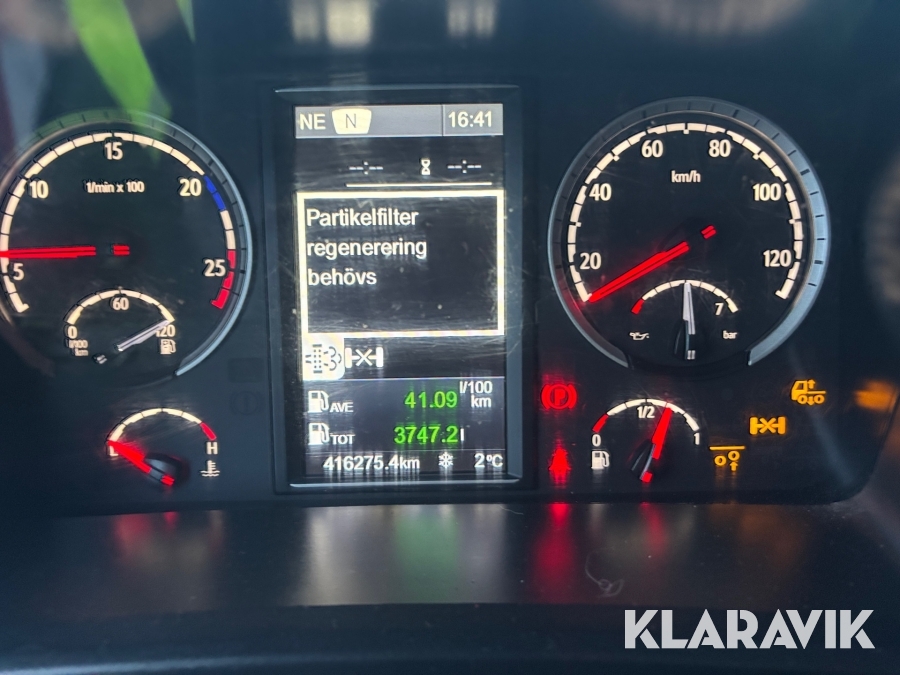 NE N 16:41
--:-- --:--
Partikelfilter
regenerering
behövs
AVE 41.09 l/100 km
TOT 3747.2 l
416275.4km 2°C
5 10 15 20 25
1/min x 100
0 60 120
l/100 km
H
20 40 60 80 100 120
km/h
7
bar
0 1/2 1
KLARAVIK